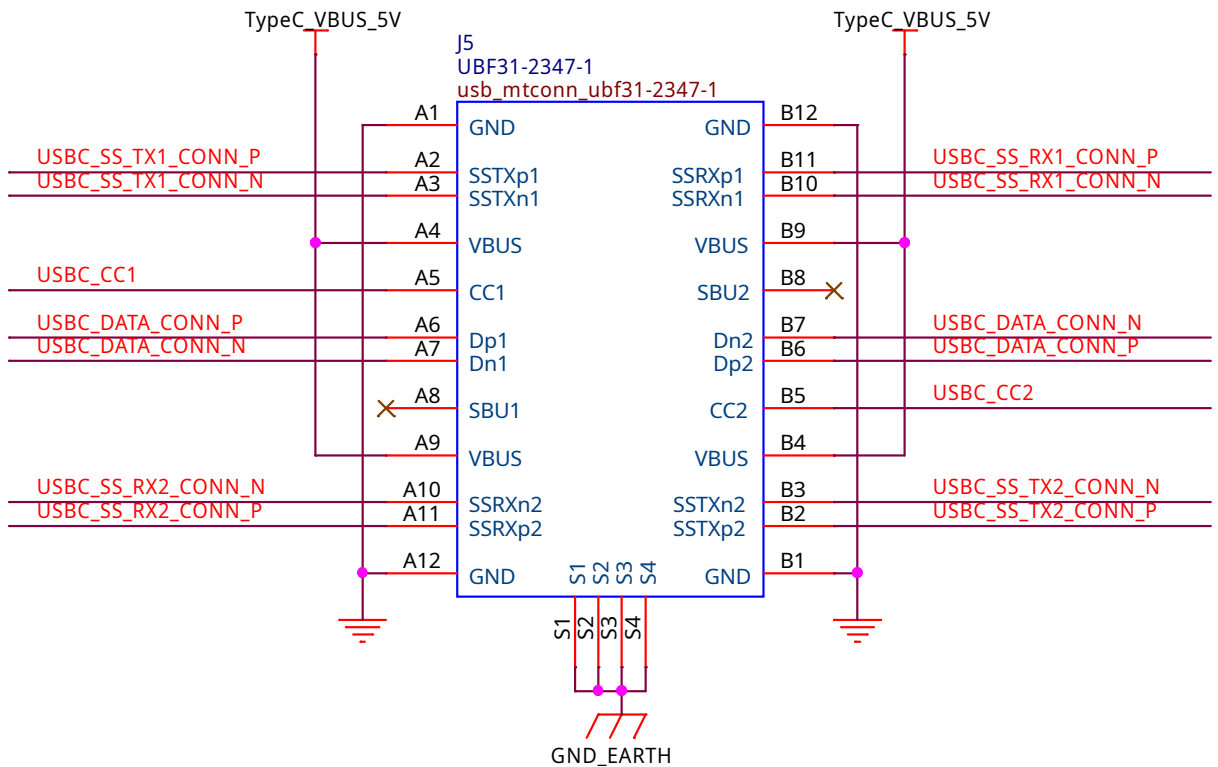 TypeC_VBUS_5V
TypeC_VBUS_5V
J5
UBF31-2347-1
usb_mtconn_ubf31-2347-1
A1 GND GND B12
USBC_SS_TX1_CONN_P A2 SSTXp1 SSRXp1 B11 USBC_SS_RX1_CONN_P
USBC_SS_TX1_CONN_N A3 SSTXn1 SSRXn1 B10 USBC_SS_RX1_CONN_N
A4 VBUS VBUS B9
USBC_CC1 A5 CC1 SBU2 B8
USBC_DATA_CONN_P A6 Dp1 Dn2 B7 USBC_DATA_CONN_N
USBC_DATA_CONN_N A7 Dn1 Dp2 B6 USBC_DATA_CONN_P
A8 SBU1 CC2 B5 USBC_CC2
A9 VBUS VBUS B4
USBC_SS_RX2_CONN_N A10 SSRXn2 SSTXn2 B3 USBC_SS_TX2_CONN_N
USBC_SS_RX2_CONN_P A11 SSRXp2 SSTXp2 B2 USBC_SS_TX2_CONN_P
A12 GND GND B1
S1 S2 S3 S4
S1 S2 S3 S4
GND_EARTH